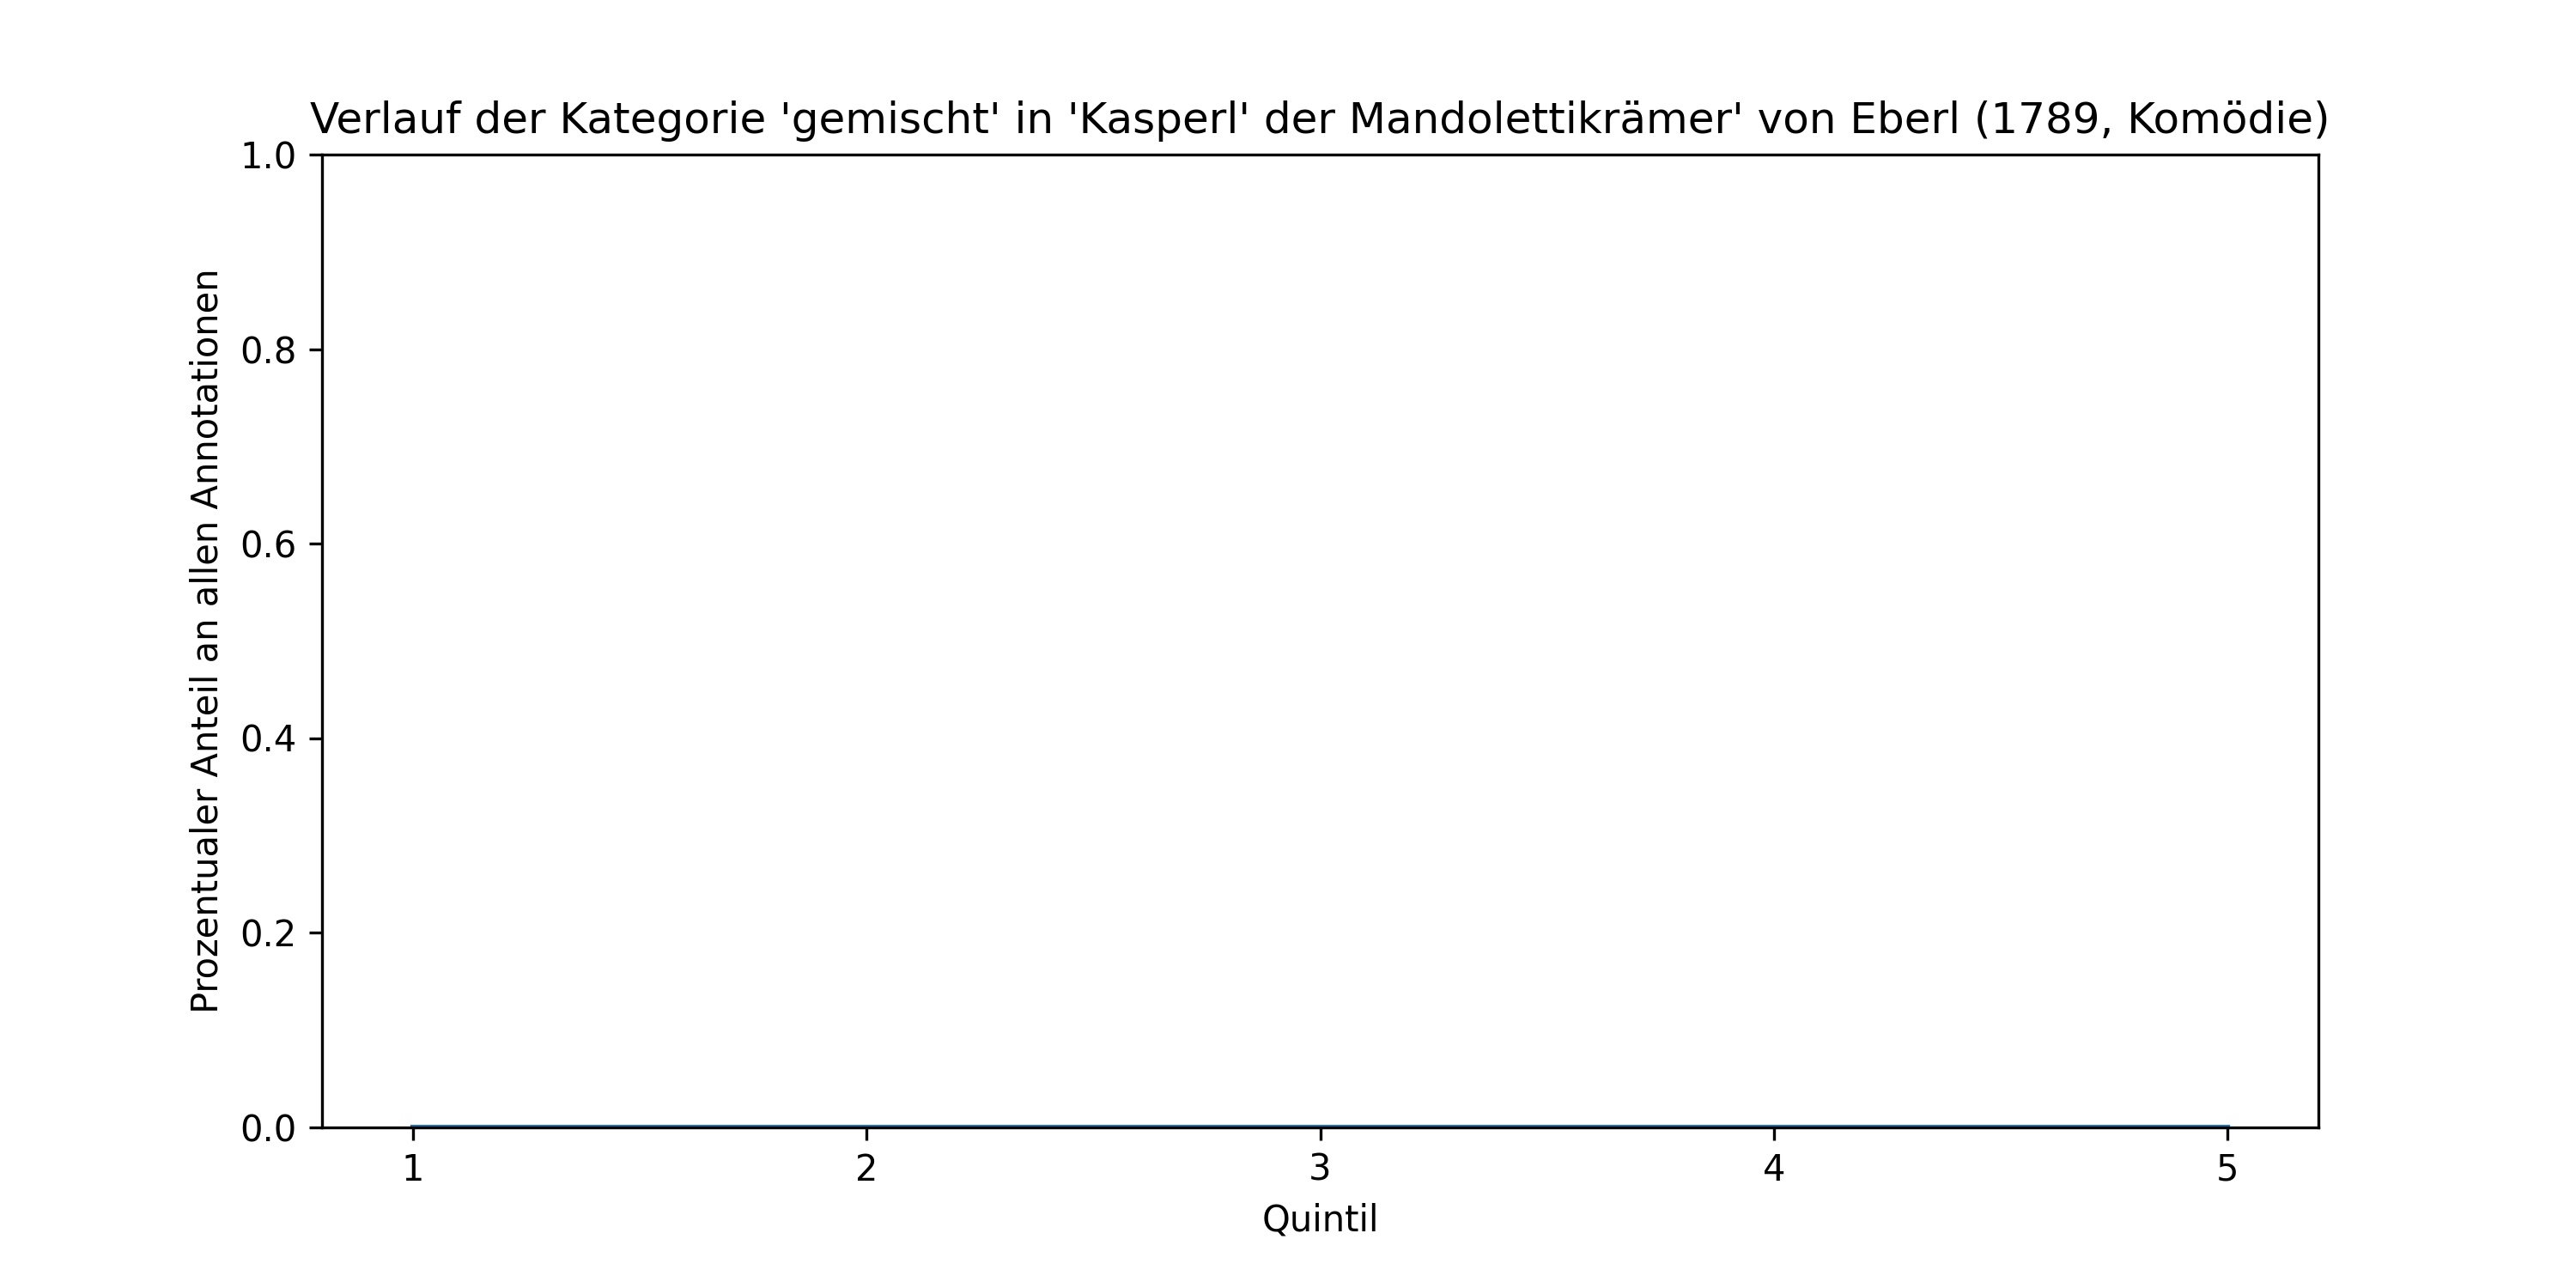 Verlauf der Kategorie 'gemischt' in 'Kasperl' der Mandolettikrämer' von Eberl (1789, Komödie)
Prozentualer Anteil an allen Annotationen
1.0
0.8
0.6
0.4
0.2
0.0
1 2 3 4 5
Quintil